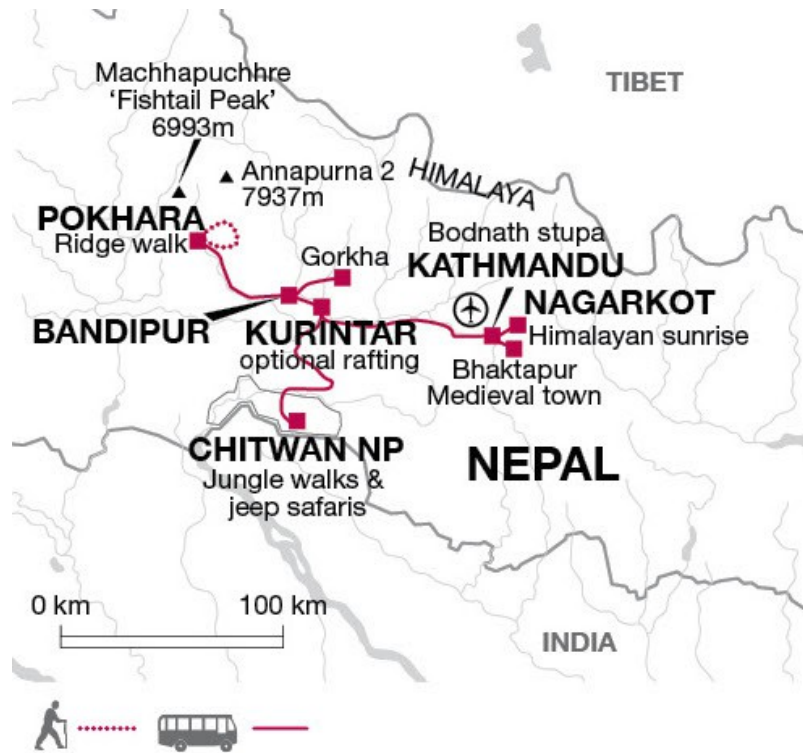 Machhapuchhre
'Fishtail Peak'
6993m
TIBET
Annapurna 2
7937m
HIMALAYA
POKHARA
Ridge walk
Gorkha
Bodnath stupa
KATHMANDU
NAGARKOT
Himalayan sunrise
BANDIPUR
KURINTAR
optional rafting
Bhaktapur
Medieval town
CHITWAN NP
Jungle walks &
jeep safaris
NEPAL
0 km
100 km
INDIA